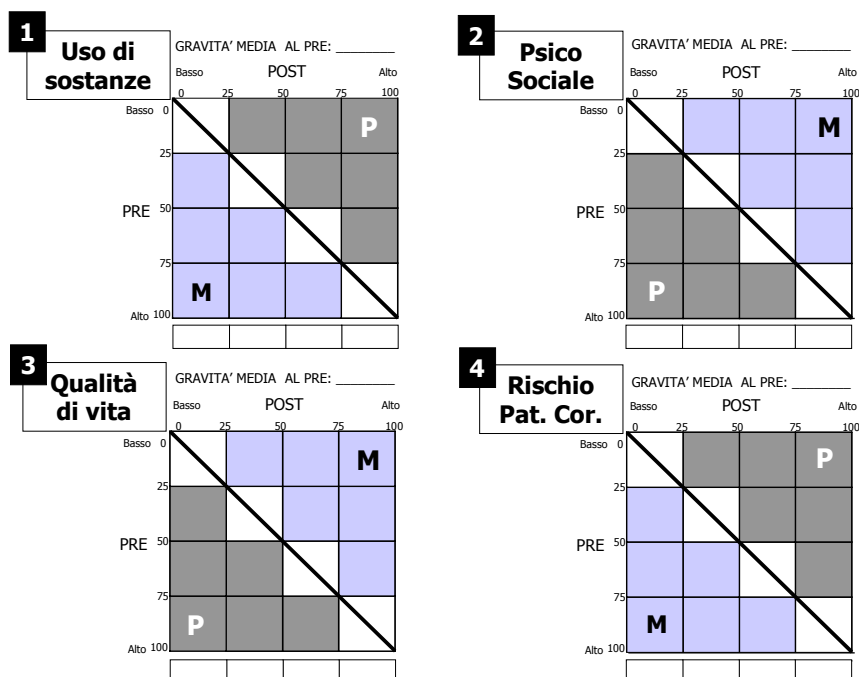 1
Uso di
sostanze
GRAVITA’ MEDIA AL PRE: ________
Basso POST Alto
0 25 50 75 100
Basso 0
25
PRE 50
75
Alto 100
P
M
2
Psico
Sociale
GRAVITA’ MEDIA AL PRE: ________
Basso POST Alto
0 25 50 75 100
Basso 0
25
PRE 50
75
Alto 100
M
P
3
Qualità
di vita
GRAVITA’ MEDIA AL PRE: ________
Basso POST Alto
0 25 50 75 100
Basso 0
25
PRE 50
75
Alto 100
M
P
4
Rischio
Pat. Cor.
GRAVITA’ MEDIA AL PRE: ________
Basso POST Alto
0 25 50 75 100
Basso 0
25
PRE 50
75
Alto 100
P
M